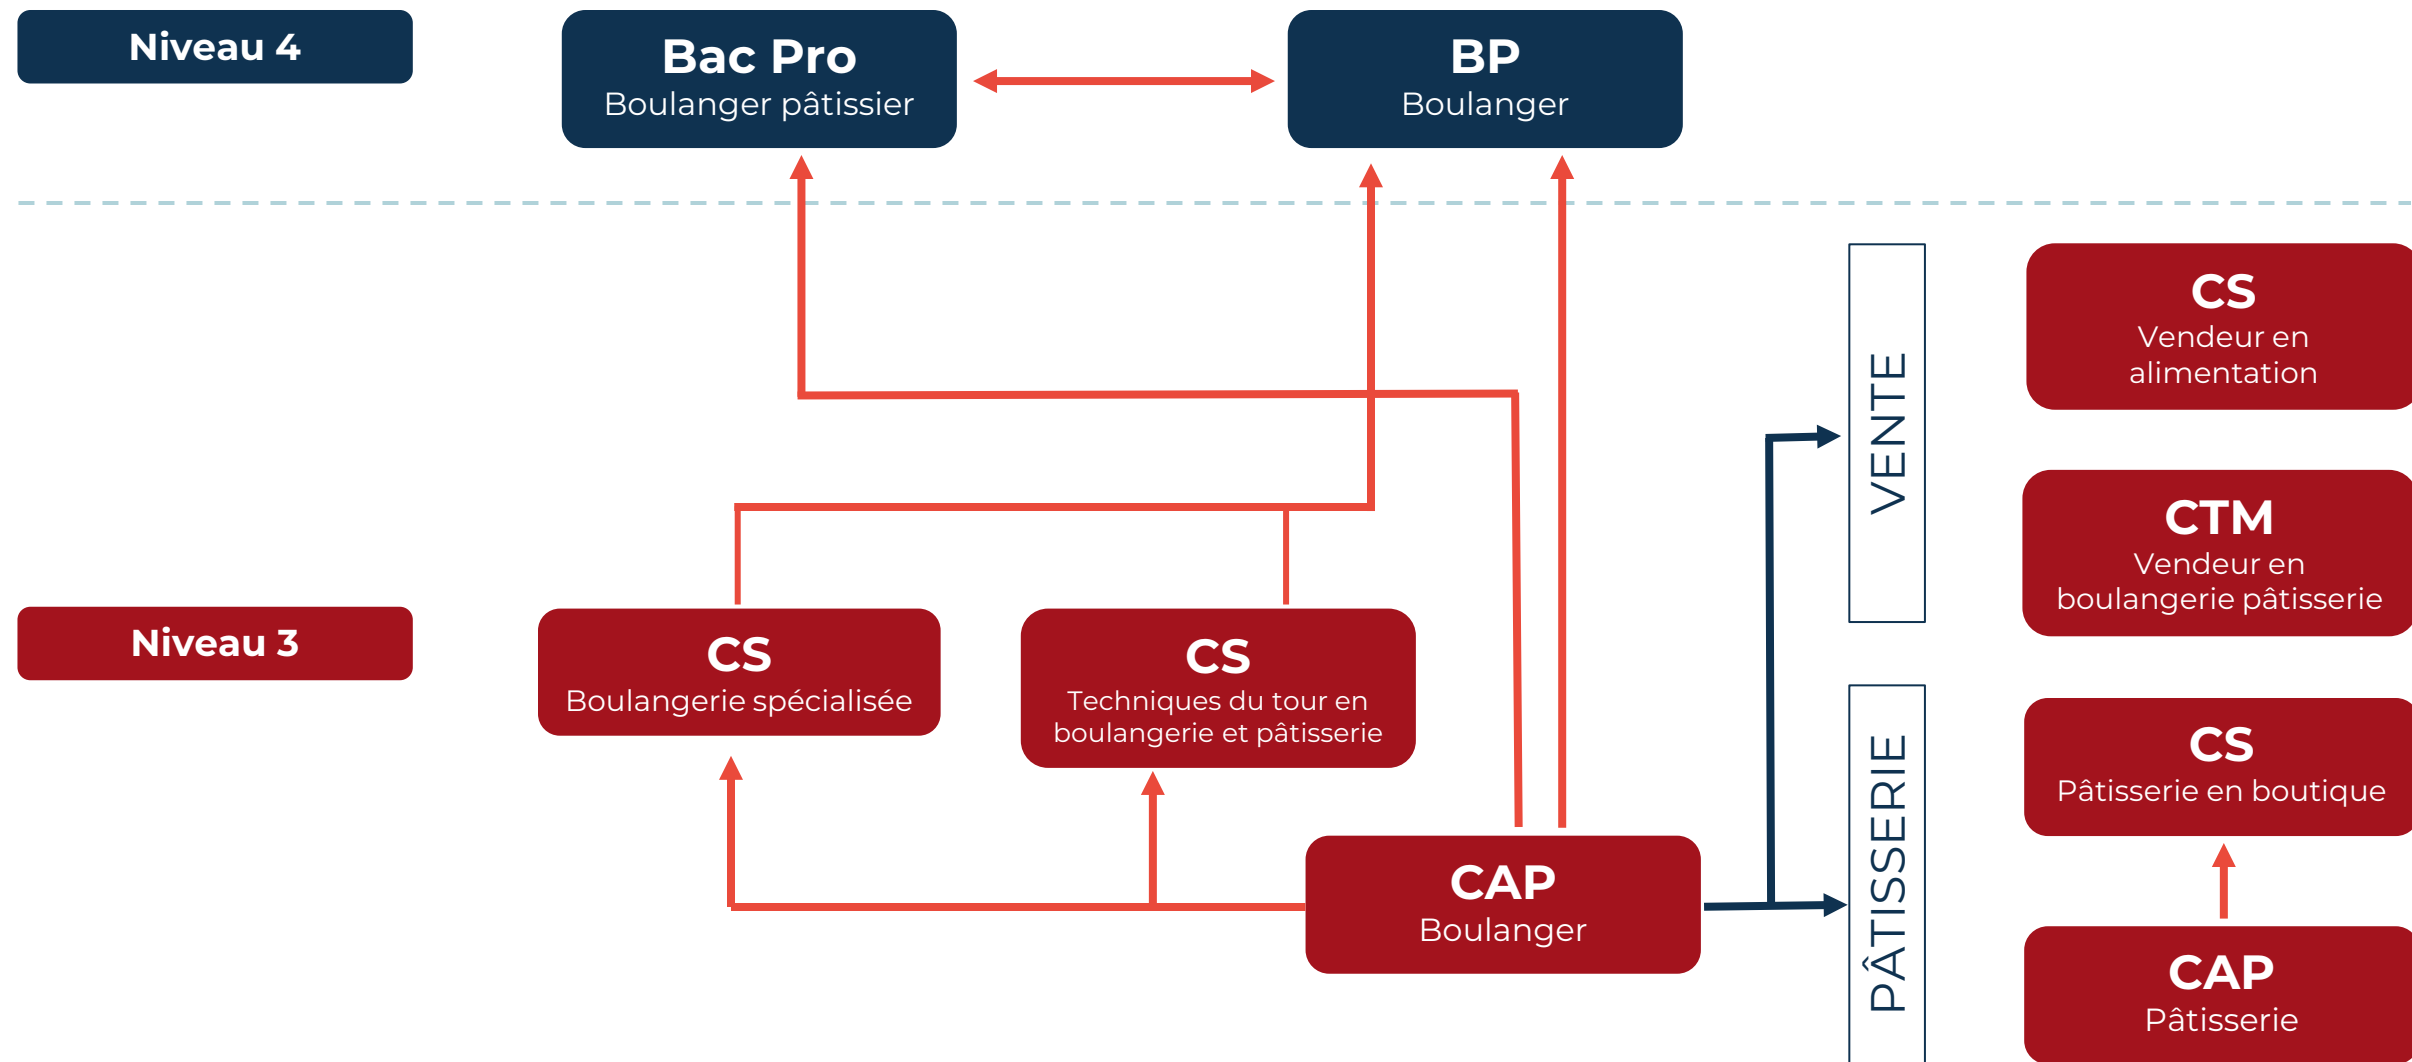 Niveau 4
Bac Pro
Boulanger pâtissier
BP
Boulanger
VENTE
CS
Vendeur en
alimentation
CTM
Vendeur en
boulangerie pâtisserie
Niveau 3
CS
Boulangerie spécialisée
CS
Techniques du tour en
boulangerie et pâtisserie
CAP
Boulanger
PÂTISSERIE
CS
Pâtisserie en boutique
CAP
Pâtisserie